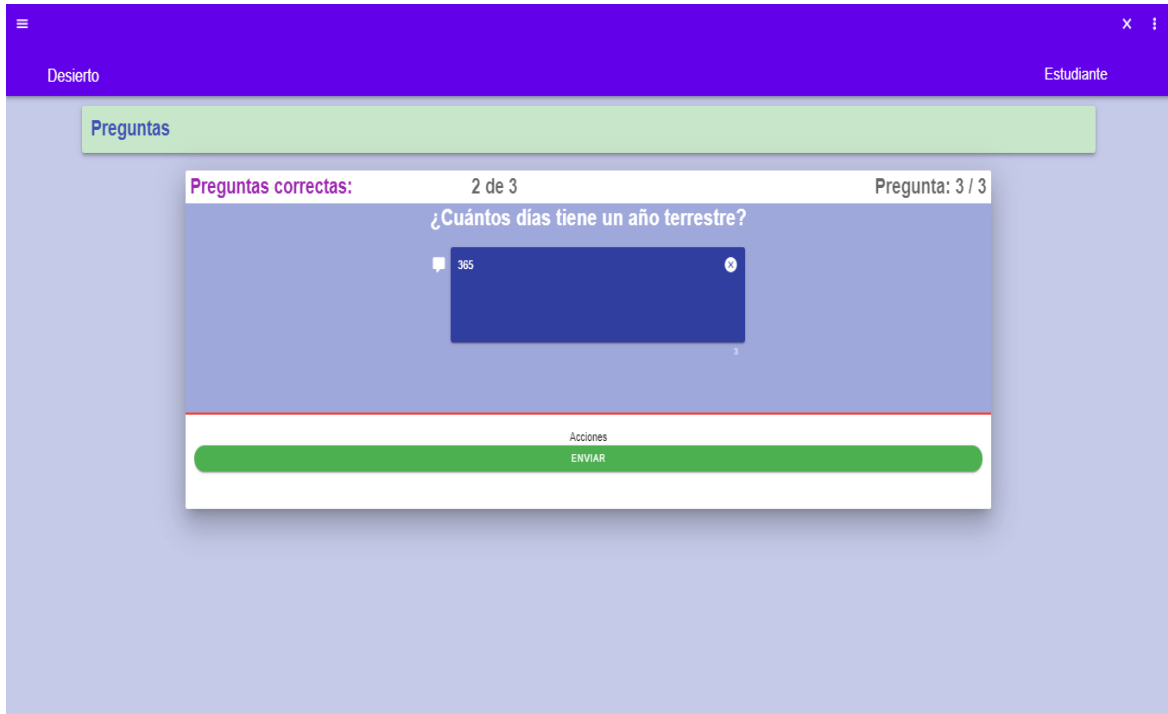 Desierto
Estudiante
Preguntas
Preguntas correctas: 2 de 3 Pregunta: 3 / 3
¿Cuántos días tiene un año terrestre?
365
3
Acciones
ENVIAR